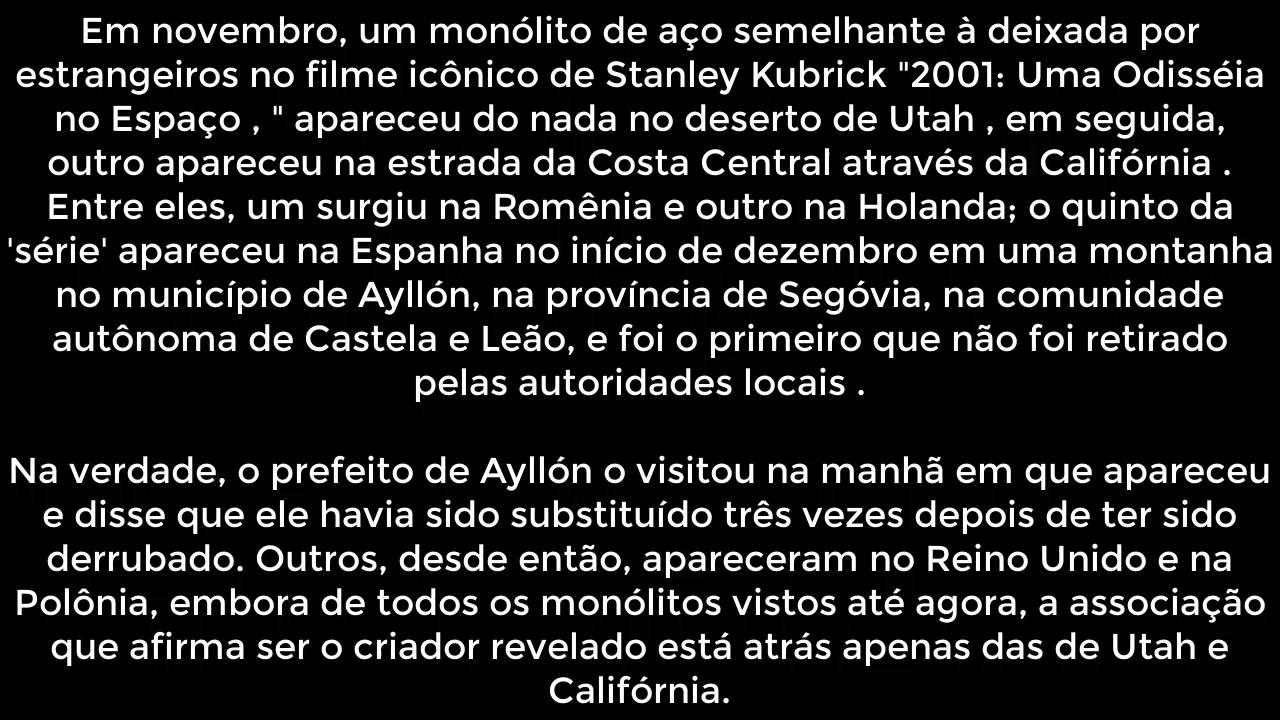 Em novembro, um monólito de aço semelhante à deixada por
estrangeiros no filme icônico de Stanley Kubrick "2001: Uma Odisséia
no Espaço , " apareceu do nada no deserto de Utah , em seguida,
outro apareceu na estrada da Costa Central através da Califórnia .
Entre eles, um surgiu na Romênia e outro na Holanda; o quinto da
'série' apareceu na Espanha no início de dezembro em uma montanha
no município de Ayllón, na província de Segóvia, na comunidade
autônoma de Castela e Leão, e foi o primeiro que não foi retirado
pelas autoridades locais .
Na verdade, o prefeito de Ayllón o visitou na manhã em que apareceu
e disse que ele havia sido substituído três vezes depois de ter sido
derrubado. Outros, desde então, apareceram no Reino Unido e na
Polônia, embora de todos os monólitos vistos até agora, a associação
que afirma ser o criador revelado está atrás apenas das de Utah e
Califórnia.